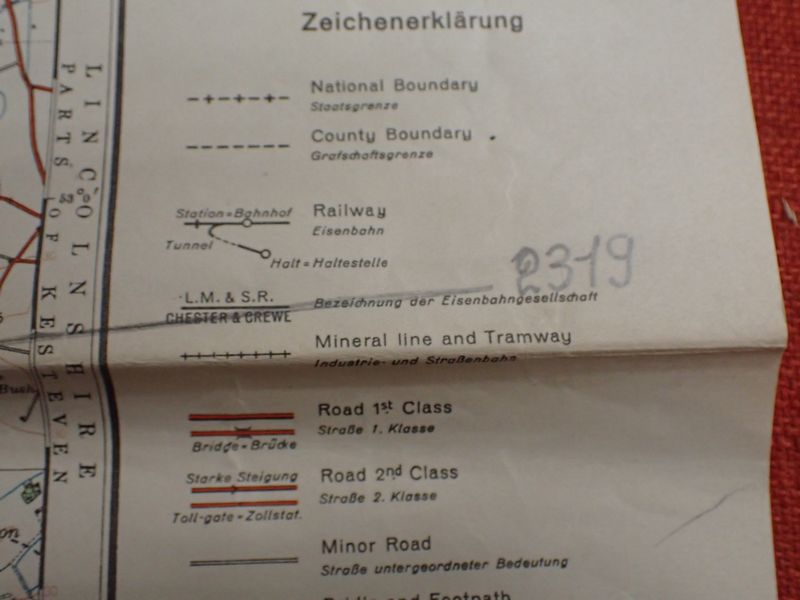 Zeichenerklärung
National Boundary
Staatsgrenze
County Boundary
Grafschaftsgrenze
Station=Bahnhof
Railway
Eisenbahn
Tunnel
Halt=Haltestelle
2319
L.M. & S.R.
CHESTER & CREWE
Bezeichnung der Eisenbahngesellschaft
Mineral line and Tramway
Industrie- und Straßenbahn
Road 1st Class
Straße 1. Klasse
Bridge=Brücke
Starke Steigung
Road 2nd Class
Straße 2. Klasse
Toll-gate=Zollstat.
Minor Road
Straße untergeordneter Bedeutung
LINCOLNSHIRE
PARTS OF KESTEVEN
53°
Bush